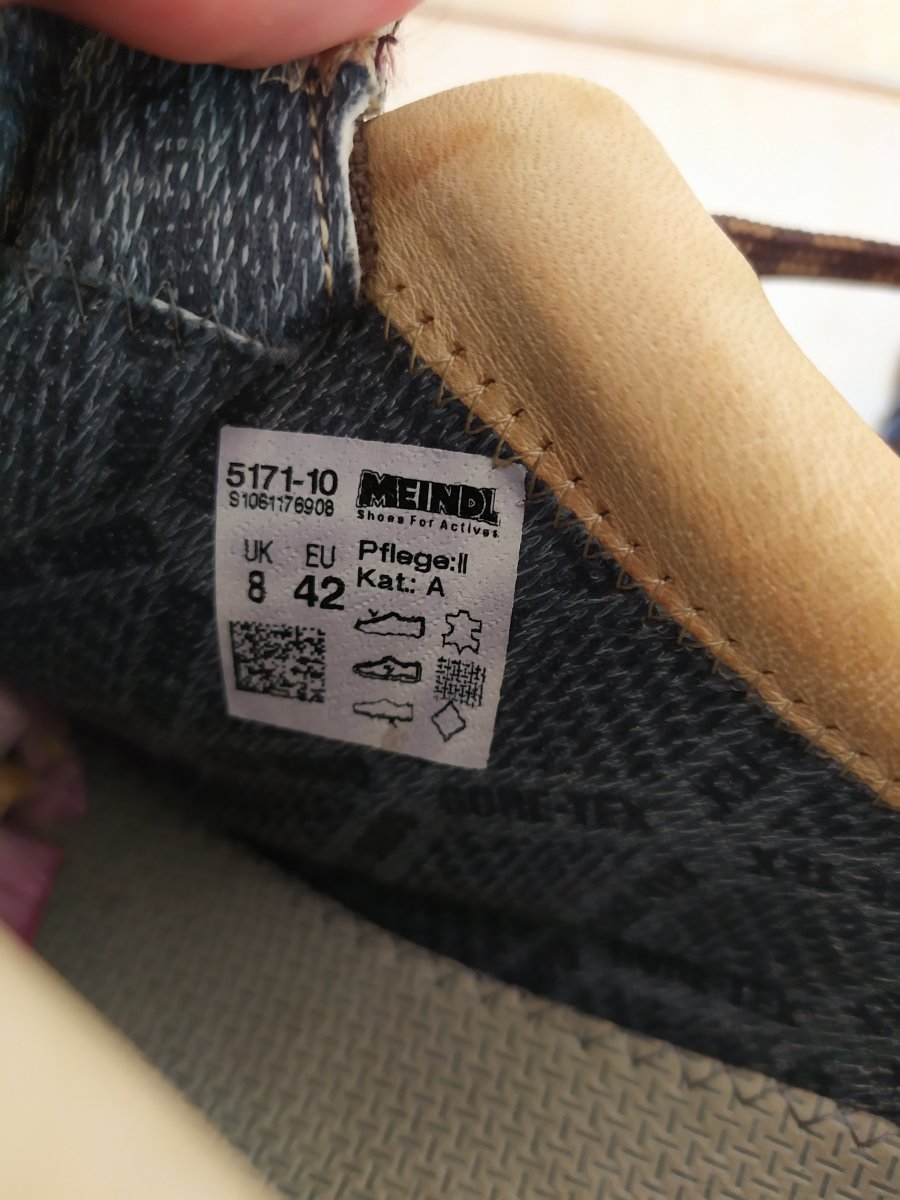 5171-10
S1061176908
MEINDL
Shoes For Actives
UK EU
8 42
Pflege:II
Kat.: A
GORE-TEX